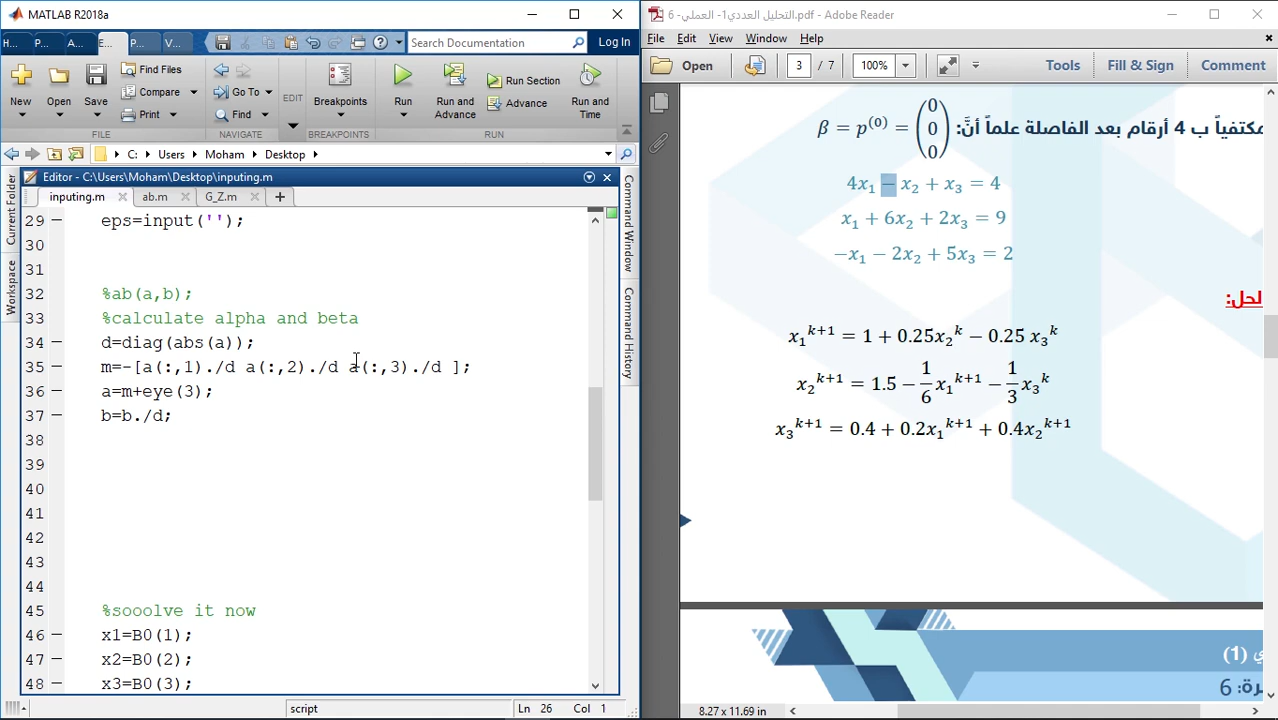 MATLAB R2018a
H... P... A... E... P... V...
Search Documentation
Log In
New
Open
Save
Find Files
Compare
Print
Go To
Find
EDIT
Breakpoints
Run
Run and Advance
Run Section
Advance
Run and Time
FILE
NAVIGATE
BREAKPOINTS
RUN
C: Users Moham Desktop
Editor - C:\Users\Moham\Desktop\inputing.m
inputing.m
ab.m
G_Z.m
Current Folder
Workspace
Command Window
Command History
29 eps=input('');
30
31
32 %ab(a,b);
33 %calculate alpha and beta
34 d=diag(abs(a));
35 m=-[a(:,1)./d a(:,2)./d a(:,3)./d ];
36 a=m+eye(3);
37 b=b./d;
38
39
40
41
42
43
44
45 %sooolve it now
46 x1=B0(1);
47 x2=B0(2);
48 x3=B0(3);
script
Ln 26 Col 1
6 -التحليل العددي1- العملي.pdf - Adobe Reader
File Edit View Window Help
Open
3 / 7
100%
Tools
Fill & Sign
Comment
مكتفياً ب 4 أرقام بعد الفاصلة علماً أنَّ: β = p⁽⁰⁾ = (0 0 0)
4x₁ − x₂ + x₃ = 4
x₁ + 6x₂ + 2x₃ = 9
−x₁ − 2x₂ + 5x₃ = 2
الحل:
x₁ᵏ⁺¹ = 1 + 0.25x₂ᵏ − 0.25 x₃ᵏ
x₂ᵏ⁺¹ = 1.5 − 1/6 x₁ᵏ⁺¹ − 1/3 x₃ᵏ
x₃ᵏ⁺¹ = 0.4 + 0.2x₁ᵏ⁺¹ + 0.4x₂ᵏ⁺¹
ي (1)
رة: 6
8.27 x 11.69 in